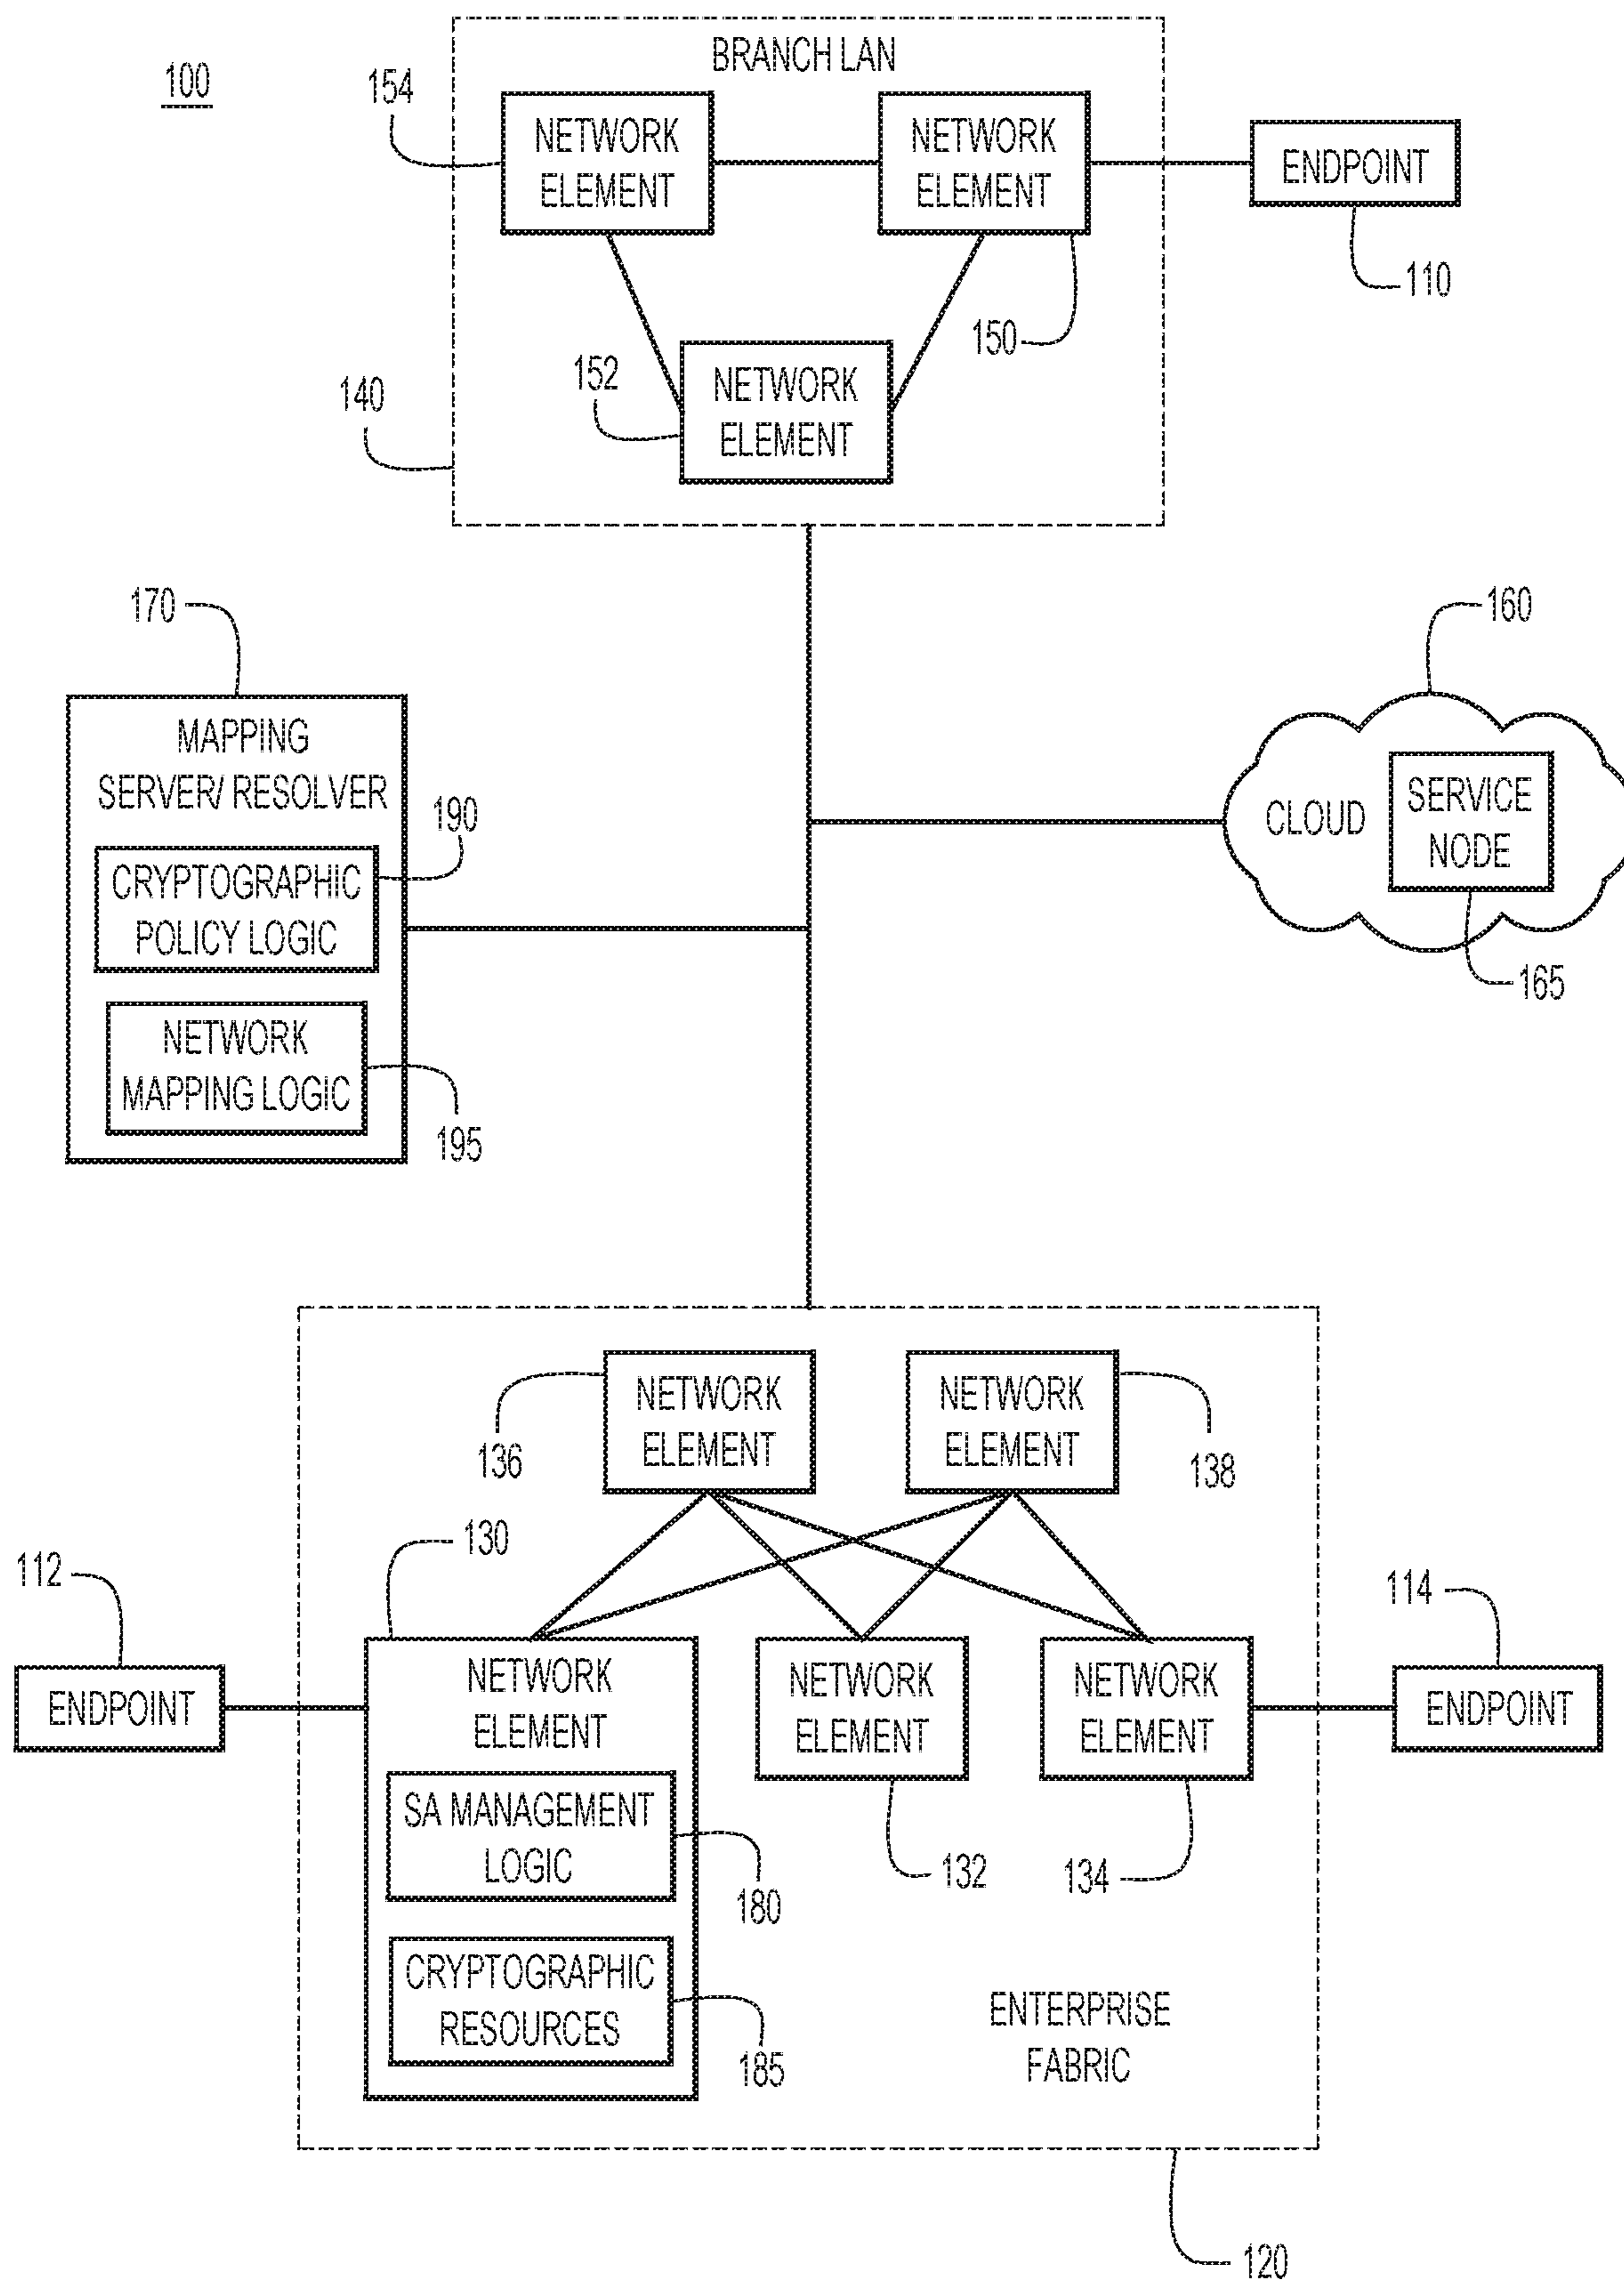 100
BRANCH LAN
154
NETWORK
ELEMENT
NETWORK
ELEMENT
ENDPOINT
110
150
152
NETWORK
ELEMENT
140
170
MAPPING
SERVER/ RESOLVER
190
CRYPTOGRAPHIC
POLICY LOGIC
NETWORK
MAPPING LOGIC
195
160
CLOUD
SERVICE
NODE
165
136
NETWORK
ELEMENT
NETWORK
ELEMENT
138
130
112
ENDPOINT
NETWORK
ELEMENT
SA MANAGEMENT
LOGIC
180
CRYPTOGRAPHIC
RESOURCES
185
NETWORK
ELEMENT
132
NETWORK
ELEMENT
134
114
ENDPOINT
ENTERPRISE
FABRIC
120